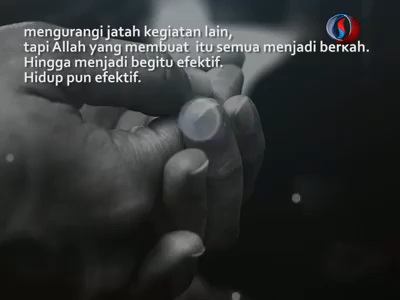 mengurangi jatah kegiatan lain,
tapi Allah yang membuat itu semua menjadi berkah.
Hingga menjadi begitu efektif.
Hidup pun efektif.